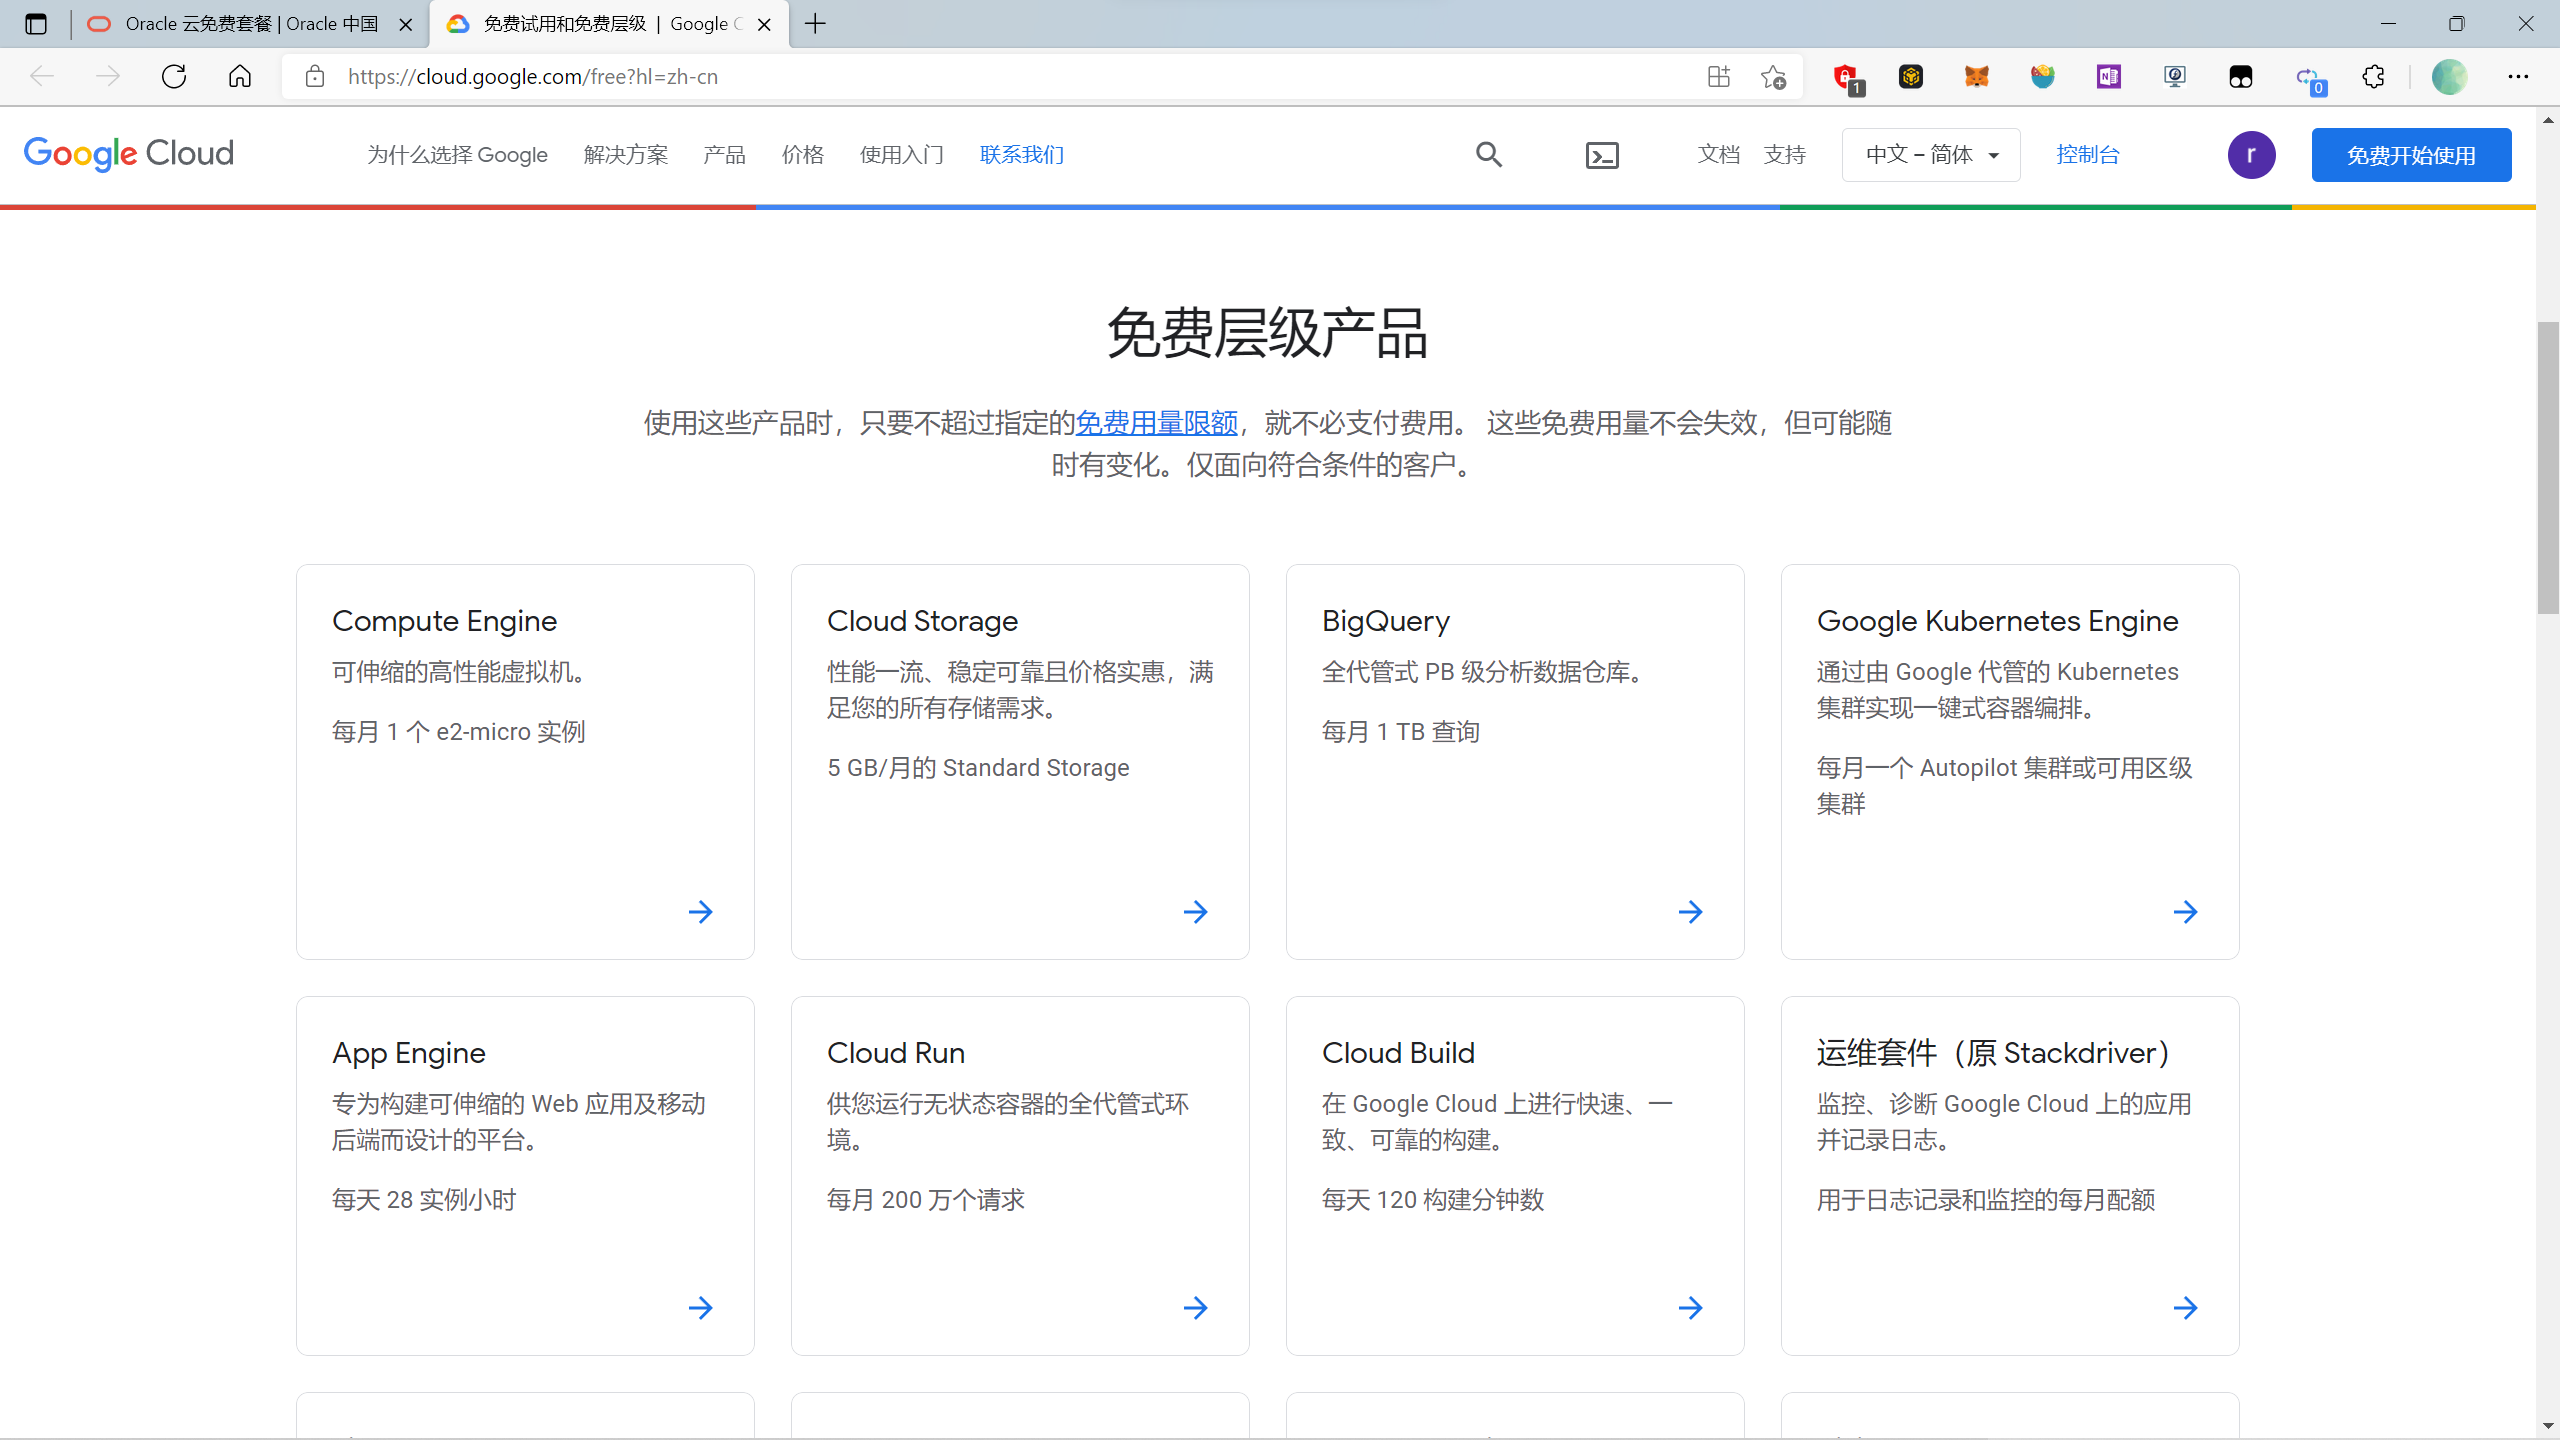 Oracle 云免费套餐 | Oracle 中国
免费试用和免费层级 | Google C
https://cloud.google.com/free?hl=zh-cn
1
0
Google Cloud
为什么选择 Google
解决方案
产品
价格
使用入门
联系我们
文档
支持
中文 – 简体
控制台
r
免费开始使用
免费层级产品
使用这些产品时，只要不超过指定的免费用量限额，就不必支付费用。 这些免费用量不会失效，但可能随
时有变化。仅面向符合条件的客户。
Compute Engine
可伸缩的高性能虚拟机。
每月 1 个 e2-micro 实例
Cloud Storage
性能一流、稳定可靠且价格实惠，满
足您的所有存储需求。
5 GB/月的 Standard Storage
BigQuery
全代管式 PB 级分析数据仓库。
每月 1 TB 查询
Google Kubernetes Engine
通过由 Google 代管的 Kubernetes
集群实现一键式容器编排。
每月一个 Autopilot 集群或可用区级
集群
App Engine
专为构建可伸缩的 Web 应用及移动
后端而设计的平台。
每天 28 实例小时
Cloud Run
供您运行无状态容器的全代管式环
境。
每月 200 万个请求
Cloud Build
在 Google Cloud 上进行快速、一
致、可靠的构建。
每天 120 构建分钟数
运维套件（原 Stackdriver）
监控、诊断 Google Cloud 上的应用
并记录日志。
用于日志记录和监控的每月配额